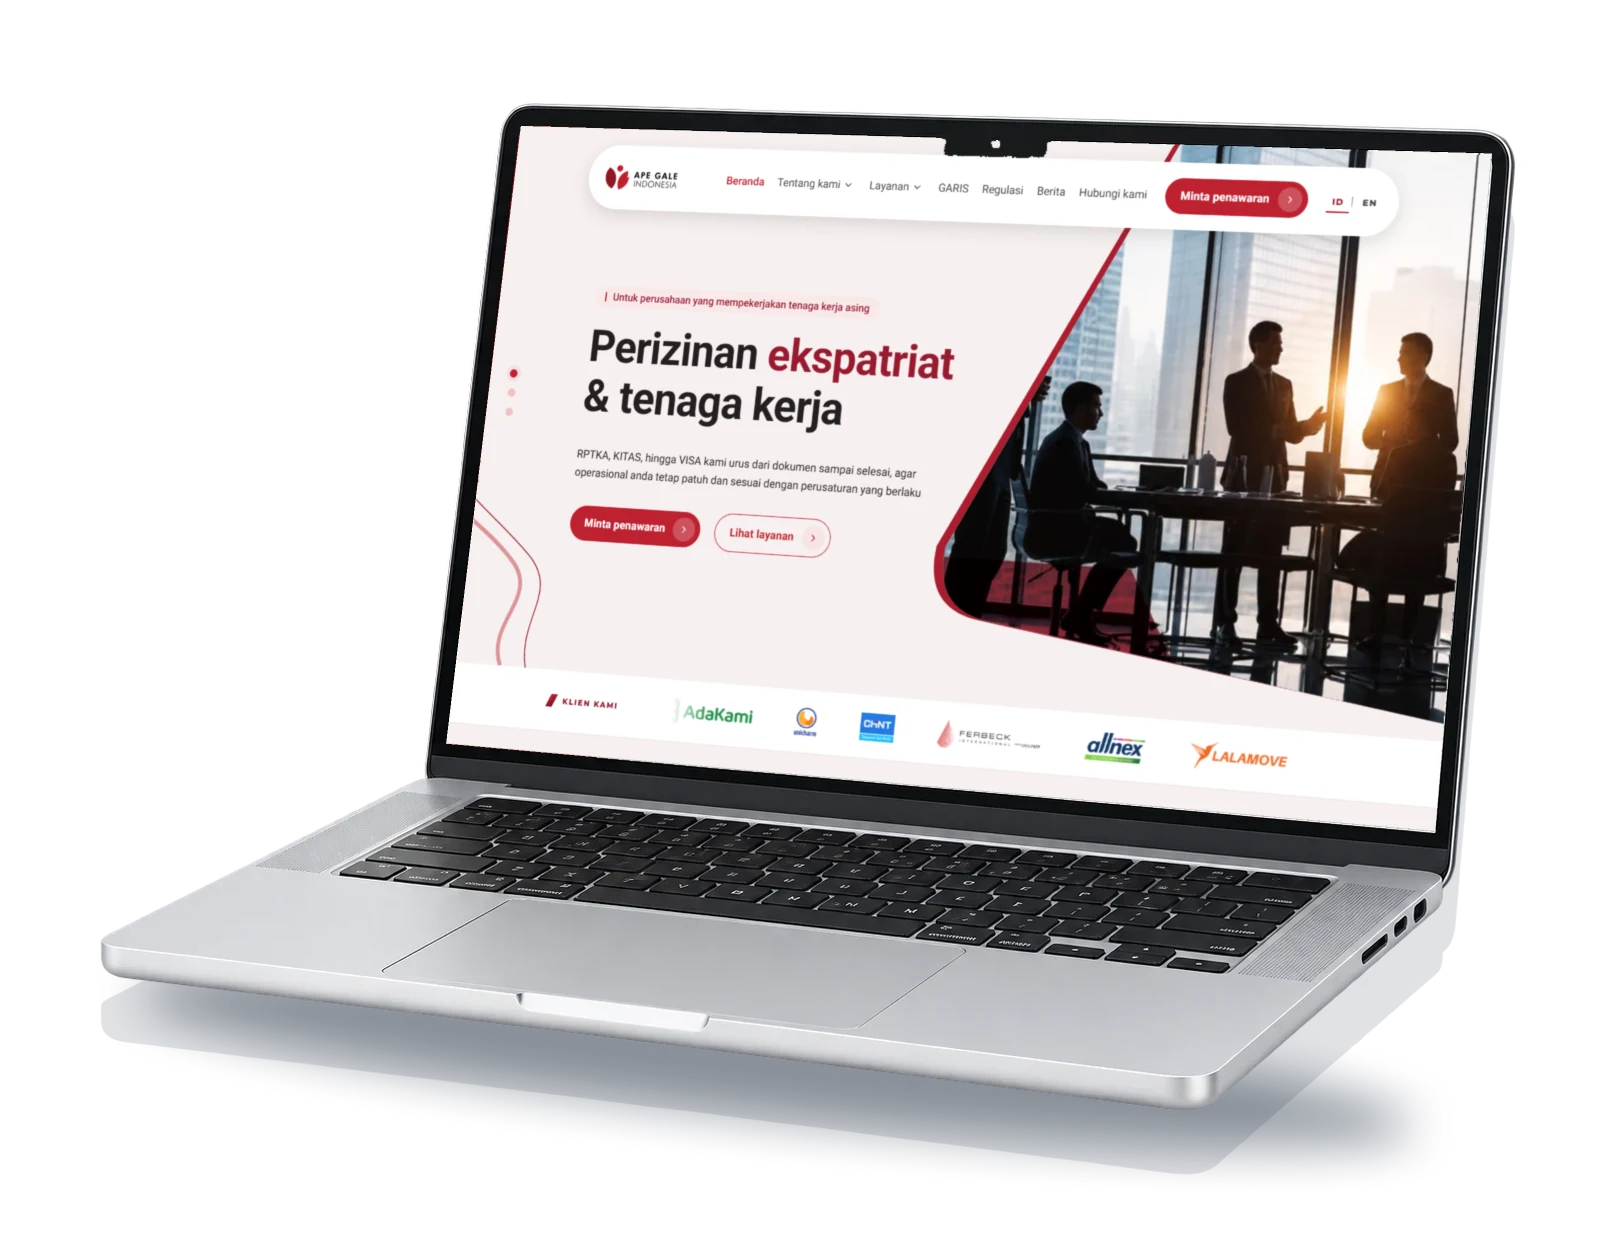 APE GALE
INDONESIA
Beranda
Tentang kami
Layanan
GARIS
Regulasi
Berita
Hubungi kami
Minta penawaran
ID | EN
Untuk perusahaan yang mempekerjakan tenaga kerja asing
Perizinan ekspatriat
& tenaga kerja
RPTKA, KITAS, hingga VISA kami urus dari dokumen sampai selesai, agar
operasional anda tetap patuh dan sesuai dengan perusaturan yang berlaku
Minta penawaran
Lihat layanan
KLIEN KAMI
AdaKami
CHNT
FERBECK
INTERNATIONAL
allnex
LALAMOVE